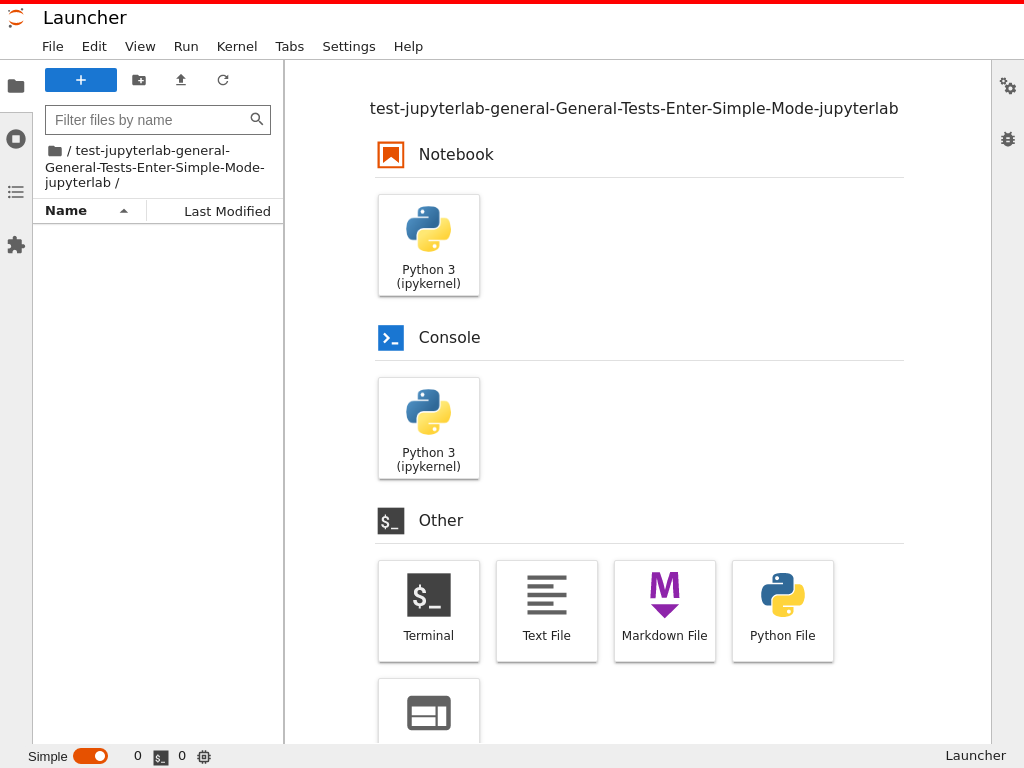 Launcher
File Edit View Run Kernel Tabs Settings Help
Filter files by name
/ test-jupyterlab-general-
General-Tests-Enter-Simple-Mode-
jupyterlab /
Name Last Modified
test-jupyterlab-general-General-Tests-Enter-Simple-Mode-jupyterlab
Notebook
Python 3
(ipykernel)
Console
Python 3
(ipykernel)
$_ Other
$_
Terminal Text File Markdown File Python File
Simple 0 $_ 0 Launcher